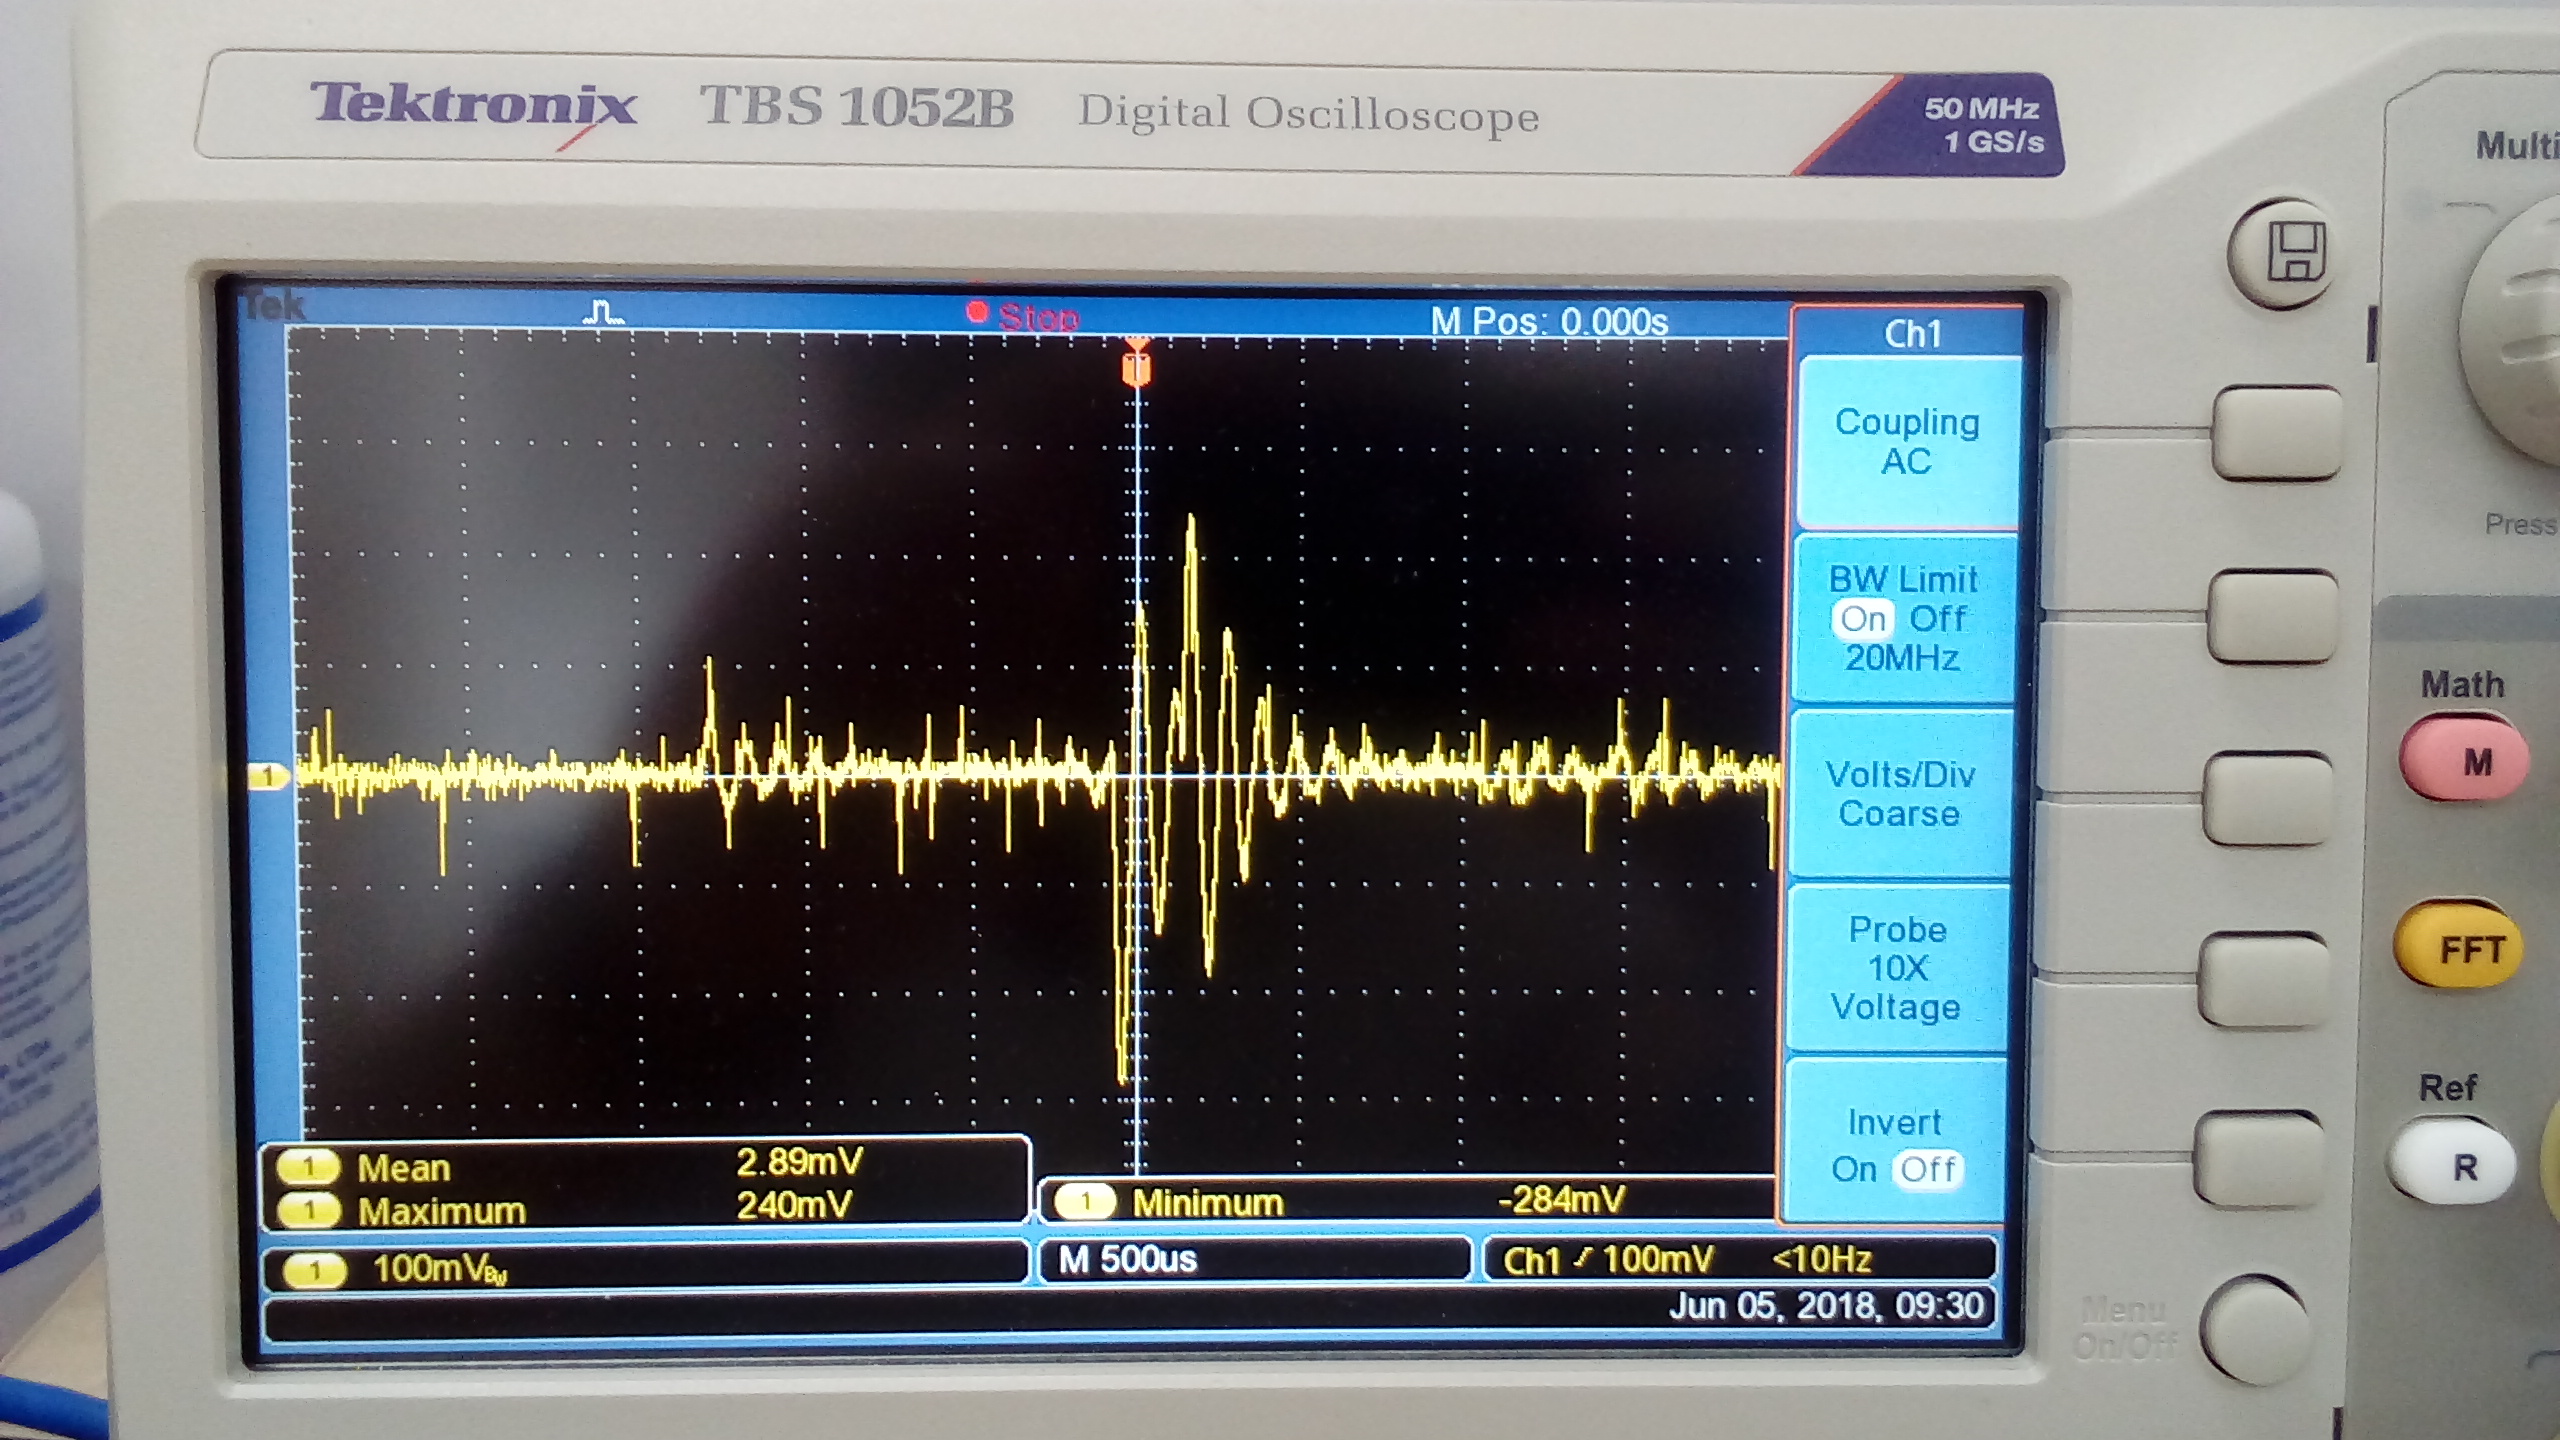 Tektronix TBS 1052B Digital Oscilloscope
50 MHz
1 GS/s
Multi
Press
Tek
Stop
M Pos: 0.000s
Ch1
Coupling
AC
BW Limit
On Off
20MHz
Volts/Div
Coarse
Probe
10X
Voltage
Invert
On Off
T
1
1 Mean 2.89mV
1 Maximum 240mV
1 Minimum -284mV
1 100mVBW
M 500us
Ch1 100mV <10Hz
Jun 05, 2018, 09:30
Math
M
FFT
Ref
R
Menu
On/Off